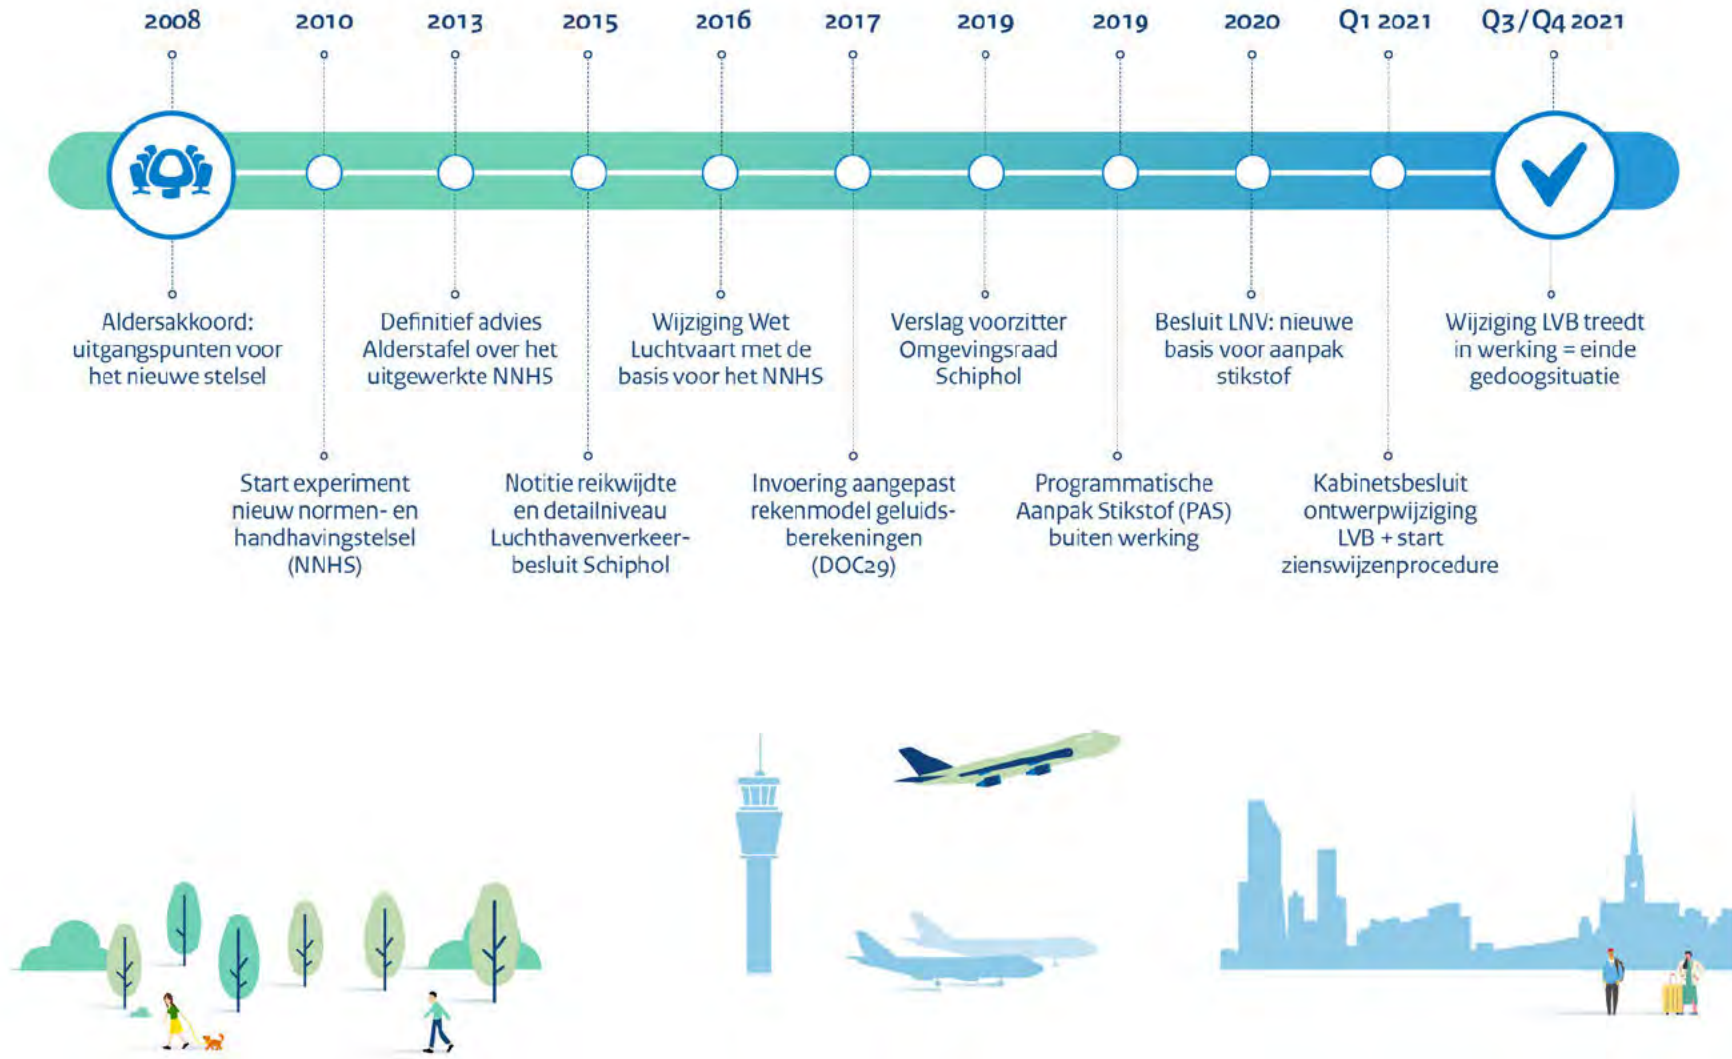 2008
2010
2013
2015
2016
2017
2019
2019
2020
Q1 2021
Q3/Q4 2021
Aldersakkoord:
uitgangspunten voor
het nieuwe stelsel
Start experiment
nieuw normen- en
handhavingstelsel
(NNHS)
Definitief advies
Alderstafel over het
uitgewerkte NNHS
Notitie reikwijdte
en detailniveau
Luchthavenverkeer-
besluit Schiphol
Wijziging Wet
Luchtvaart met de
basis voor het NNHS
Invoering aangepast
rekenmodel geluids-
berekeningen
(DOC29)
Verslag voorzitter
Omgevingsraad
Schiphol
Programmatische
Aanpak Stikstof (PAS)
buiten werking
Besluit LNV: nieuwe
basis voor aanpak
stikstof
Kabinetsbesluit
ontwerpwijziging
LVB + start
zienswijzenprocedure
Wijziging LVB treedt
in werking = einde
gedoogsituatie